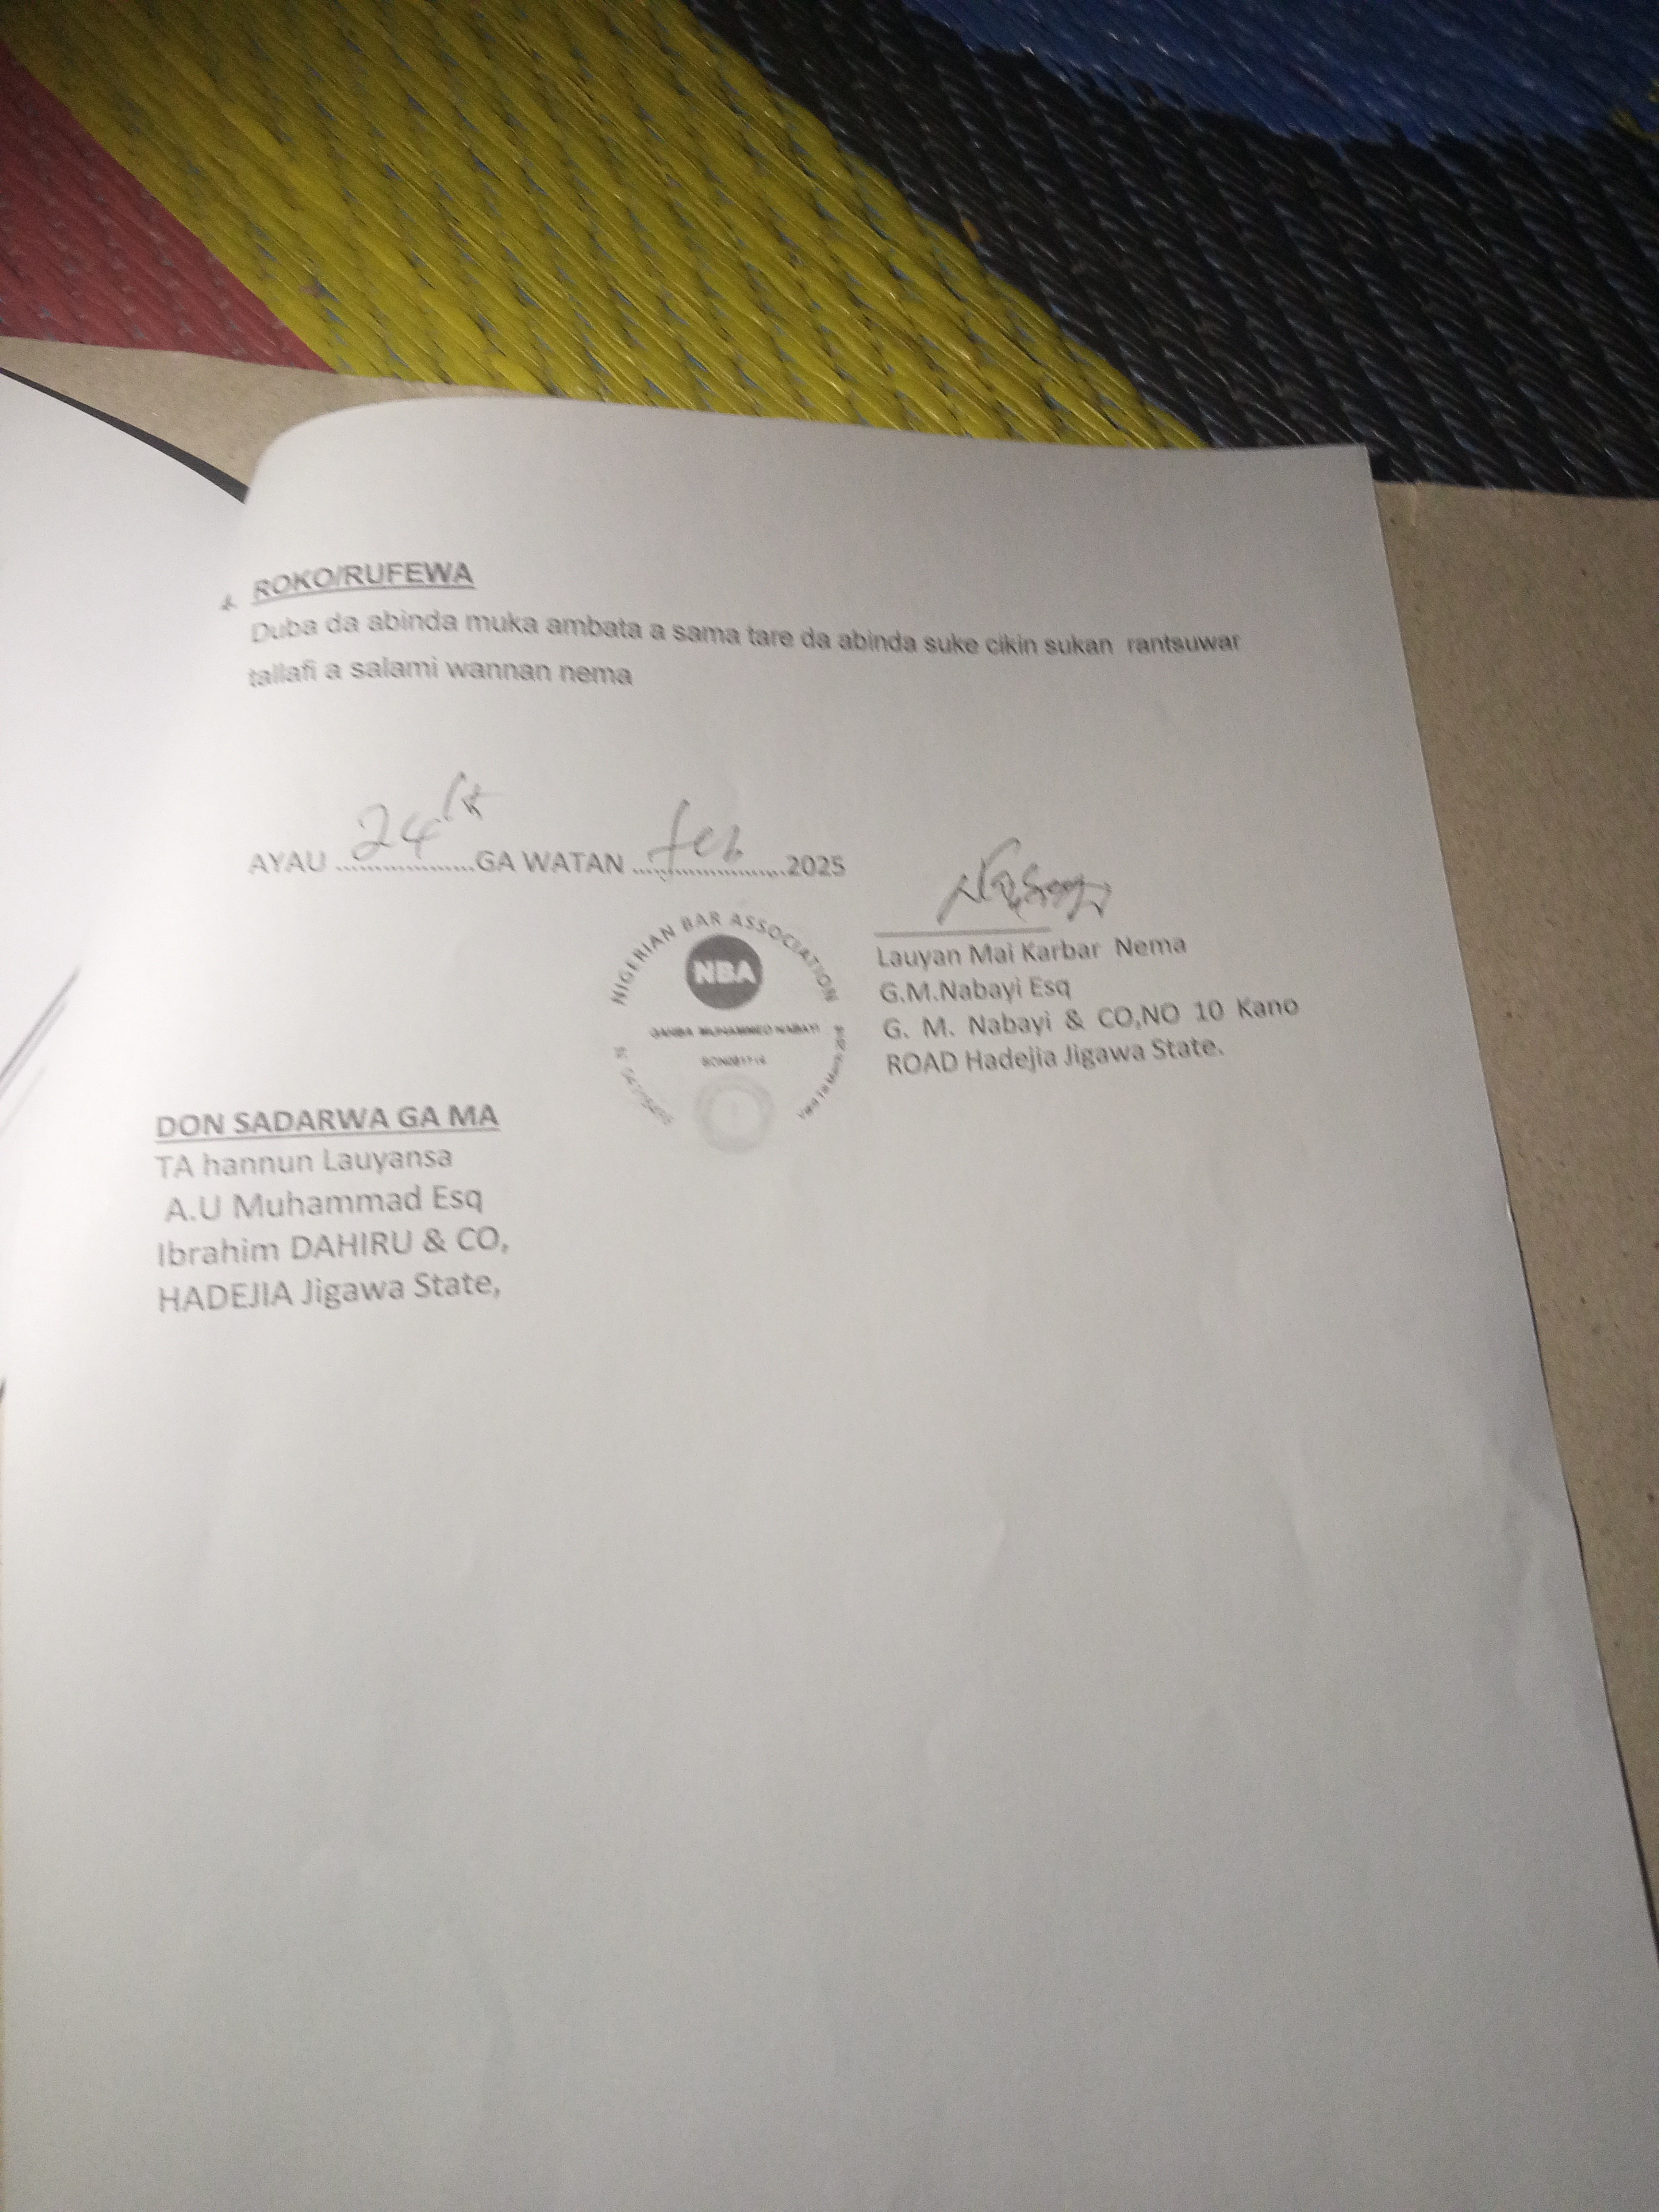 ROKO/RUFEWA
Duba da abinda muka ambata a sama tare da abinda suke cikin sukan rantsuwar
tallafi a salami wannan nema
AYAU 24th GA WATAN feb 2025
NIGERIAN BAR ASSOCIATION
NBA
GARBA MUHAMMED NABAYI
Lauyan Mai Karbar Nema
G.M.Nabayi Esq
G. M. Nabayi & CO,NO 10 Kano
ROAD Hadejia Jigawa State.
DON SADARWA GA MA
TA hannun Lauyansa
A.U Muhammad Esq
Ibrahim DAHIRU & CO,
HADEJIA Jigawa State,